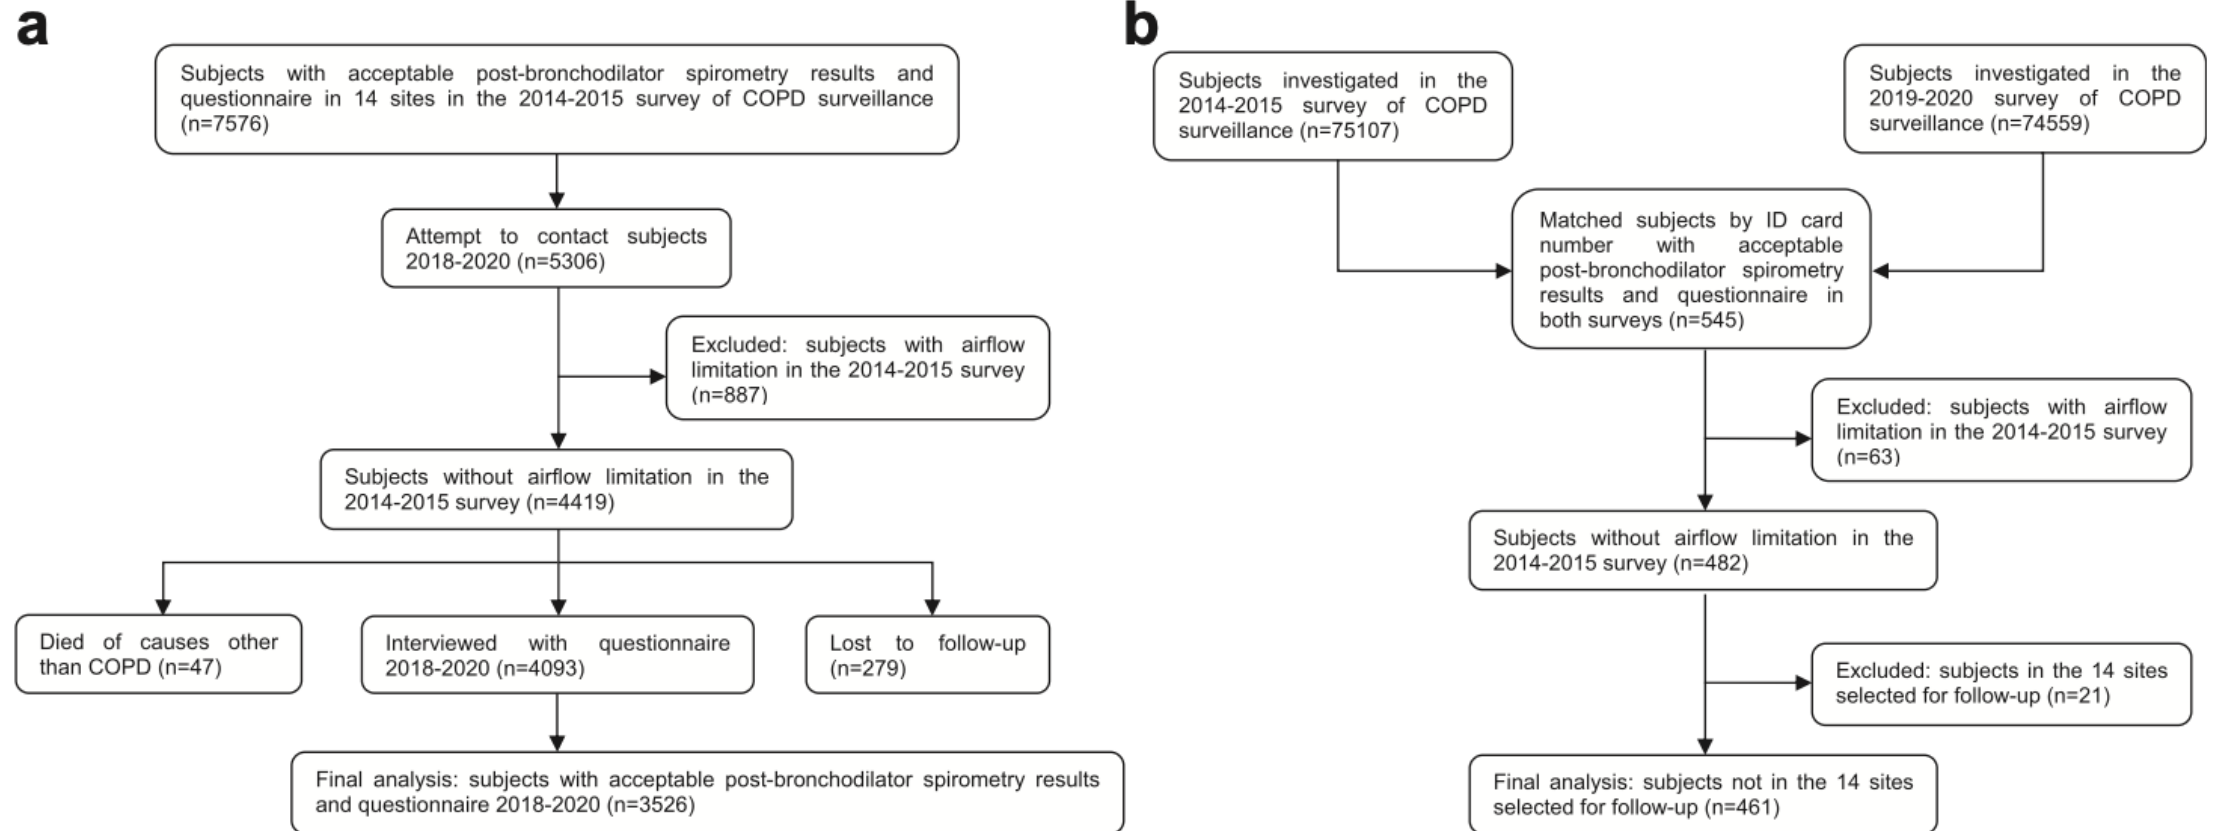 a
Subjects with acceptable post-bronchodilator spirometry results and
questionnaire in 14 sites in the 2014-2015 survey of COPD surveillance
(n=7576)
Attempt to contact subjects
2018-2020 (n=5306)
Excluded: subjects with airflow
limitation in the 2014-2015 survey
(n=887)
Subjects without airflow limitation in the
2014-2015 survey (n=4419)
Died of causes other
than COPD (n=47)
Interviewed with questionnaire
2018-2020 (n=4093)
Lost to follow-up
(n=279)
Final analysis: subjects with acceptable post-bronchodilator spirometry results
and questionnaire 2018-2020 (n=3526)
b
Subjects investigated in the
2014-2015 survey of COPD
surveillance (n=75107)
Subjects investigated in the
2019-2020 survey of COPD
surveillance (n=74559)
Matched subjects by ID card
number with acceptable
post-bronchodilator spirometry
results and questionnaire in
both surveys (n=545)
Excluded: subjects with airflow
limitation in the 2014-2015 survey
(n=63)
Subjects without airflow limitation in the
2014-2015 survey (n=482)
Excluded: subjects in the 14 sites
selected for follow-up (n=21)
Final analysis: subjects not in the 14 sites
selected for follow-up (n=461)